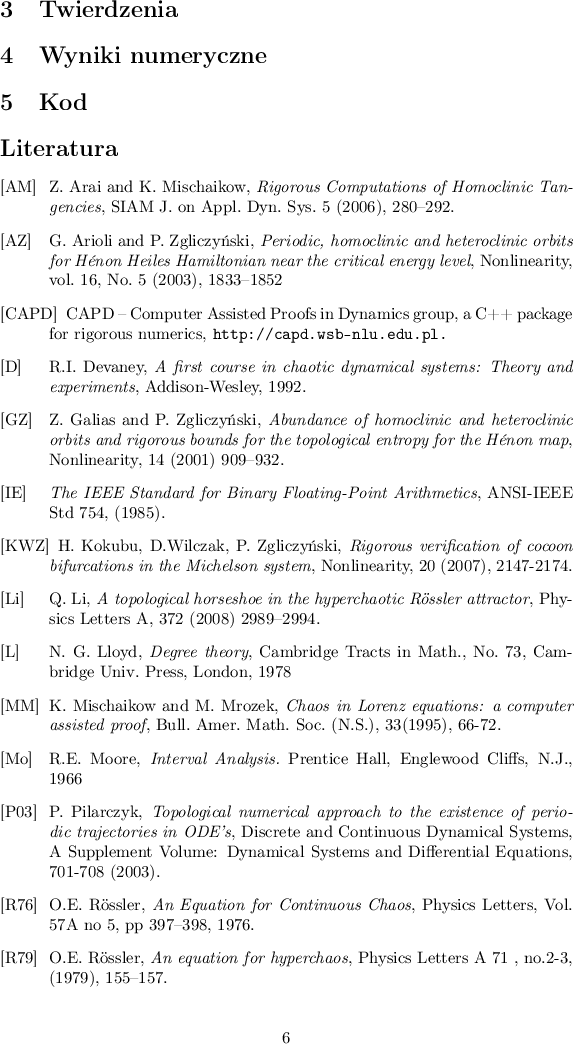 3 Twierdzenia
4 Wyniki numeryczne
5 Kod
Literatura
[AM] Z. Arai and K. Mischaikow, Rigorous Computations of Homoclinic Tan-
gencies, SIAM J. on Appl. Dyn. Sys. 5 (2006), 280–292.
[AZ] G. Arioli and P. Zgliczyński, Periodic, homoclinic and heteroclinic orbits
for Hénon Heiles Hamiltonian near the critical energy level, Nonlinearity,
vol. 16, No. 5 (2003), 1833–1852
[CAPD] CAPD – Computer Assisted Proofs in Dynamics group, a C++ package
for rigorous numerics, http://capd.wsb-nlu.edu.pl.
[D] R.I. Devaney, A first course in chaotic dynamical systems: Theory and
experiments, Addison-Wesley, 1992.
[GZ] Z. Galias and P. Zgliczyński, Abundance of homoclinic and heteroclinic
orbits and rigorous bounds for the topological entropy for the Hénon map,
Nonlinearity, 14 (2001) 909–932.
[IE] The IEEE Standard for Binary Floating-Point Arithmetics, ANSI-IEEE
Std 754, (1985).
[KWZ] H. Kokubu, D.Wilczak, P. Zgliczyński, Rigorous verification of cocoon
bifurcations in the Michelson system, Nonlinearity, 20 (2007), 2147-2174.
[Li] Q. Li, A topological horseshoe in the hyperchaotic Rössler attractor, Phy-
sics Letters A, 372 (2008) 2989–2994.
[L] N. G. Lloyd, Degree theory, Cambridge Tracts in Math., No. 73, Cam-
bridge Univ. Press, London, 1978
[MM] K. Mischaikow and M. Mrozek, Chaos in Lorenz equations: a computer
assisted proof, Bull. Amer. Math. Soc. (N.S.), 33(1995), 66-72.
[Mo] R.E. Moore, Interval Analysis. Prentice Hall, Englewood Cliffs, N.J.,
1966
[P03] P. Pilarczyk, Topological numerical approach to the existence of perio-
dic trajectories in ODE's, Discrete and Continuous Dynamical Systems,
A Supplement Volume: Dynamical Systems and Differential Equations,
701-708 (2003).
[R76] O.E. Rössler, An Equation for Continuous Chaos, Physics Letters, Vol.
57A no 5, pp 397–398, 1976.
[R79] O.E. Rössler, An equation for hyperchaos, Physics Letters A 71 , no.2-3,
(1979), 155–157.
6